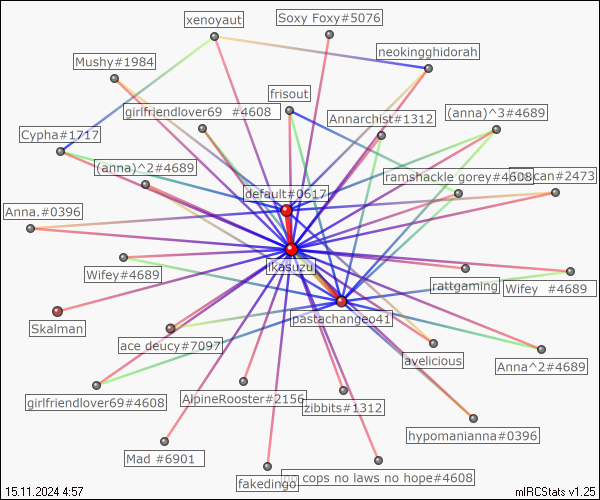 xenoyaut
Soxy Foxy#5076
neokingghidorah
Mushy#1984
frisout
girlfriendlover69 #4608
Annarchist#1312
(anna)^3#4689
Cypha#1717
(anna)^2#4689
default#0617
ramshackle gorey#4608
can#2473
Anna.#0396
ikasuzu
Wifey#4689
rattgaming
Wifey #4689
pastachangeo41
Skalman
ace deucy#7097
avelicious
Anna^2#4689
girlfriendlover69#4608
AlpineRooster#2156
zibbits#1312
hypomanianna#0396
Mad #6901
fakedingo
no cops no laws no hope#4608
15.11.2024 4:57
mIRCStats v1.25